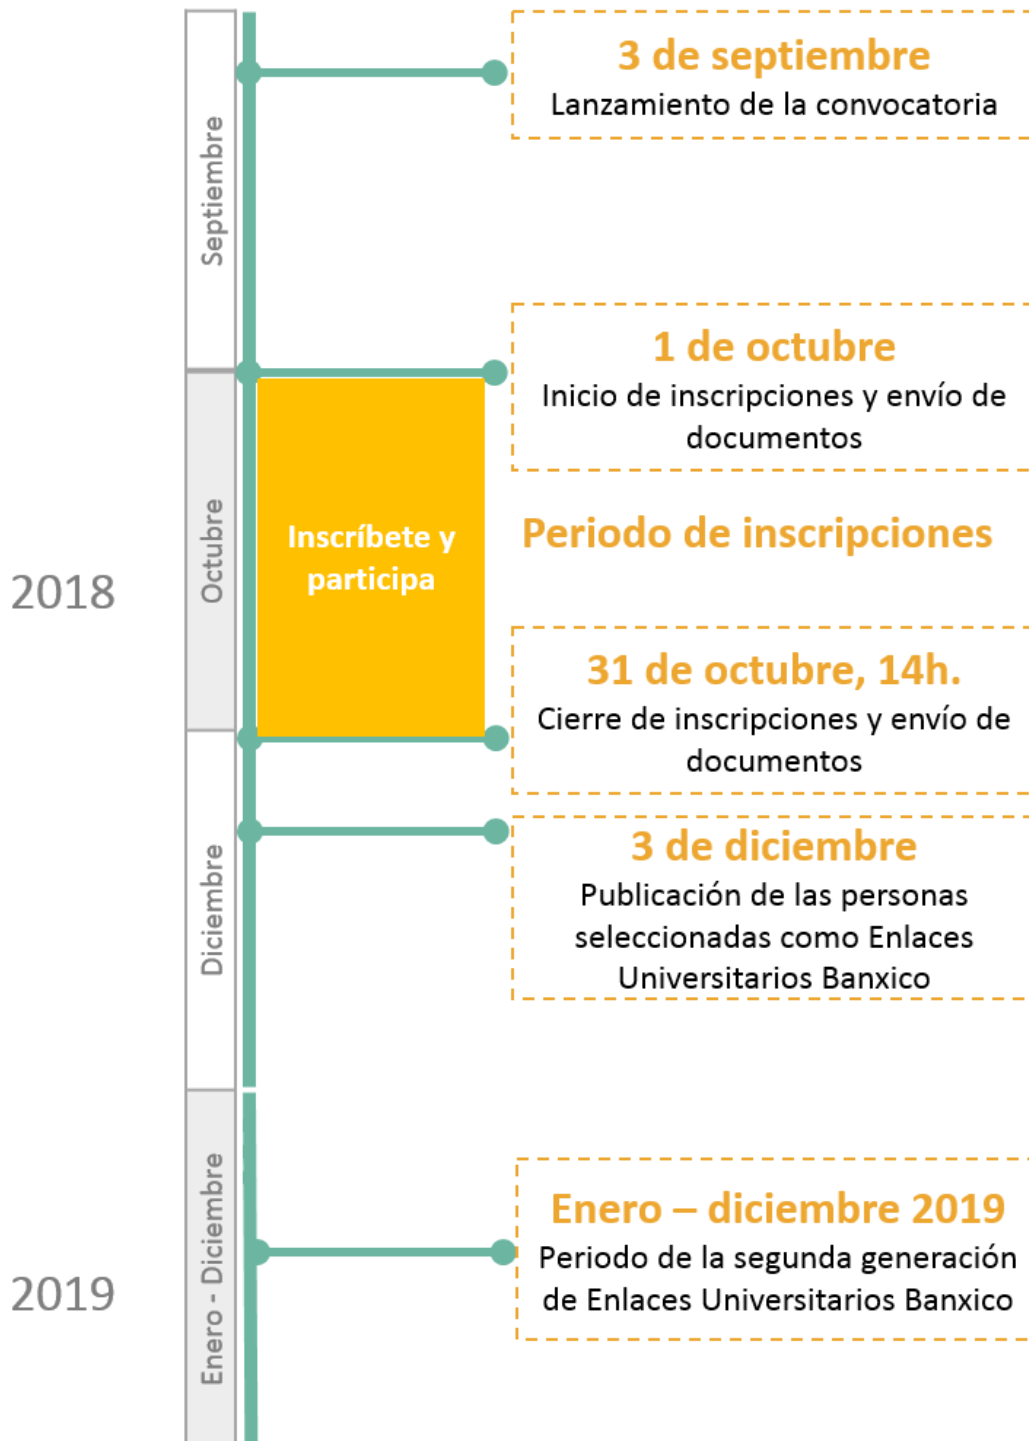 3 de septiembre
Lanzamiento de la convocatoria
Septiembre
1 de octubre
Inicio de inscripciones y envío de
documentos
Octubre
Inscríbete y
participa
Periodo de inscripciones
2018
31 de octubre, 14h.
Cierre de inscripciones y envío de
documentos
3 de diciembre
Publicación de las personas
seleccionadas como Enlaces
Universitarios Banxico
Diciembre
Enero – diciembre 2019
Periodo de la segunda generación
de Enlaces Universitarios Banxico
Enero - Diciembre
2019